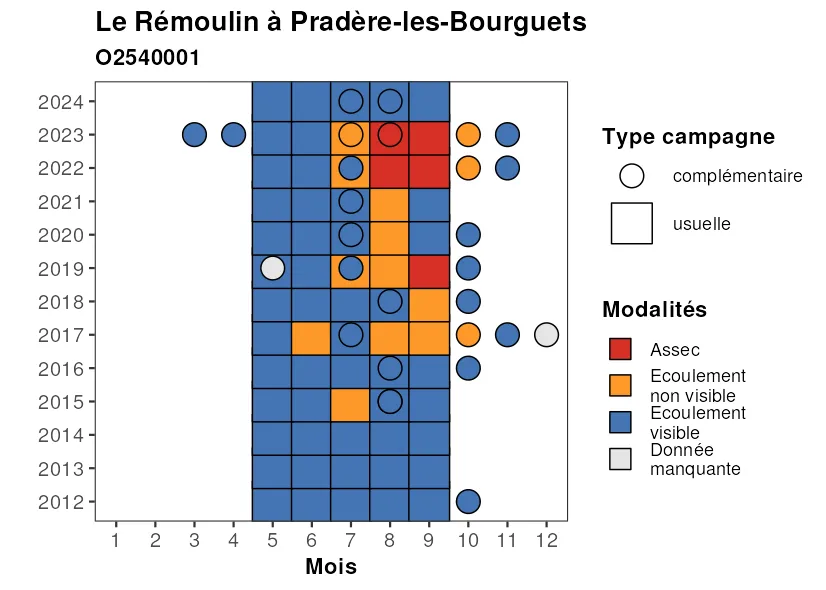 Le Rémoulin à Pradère-les-Bourguets
O2540001
2024
2023
2022
2021
2020
2019
2018
2017
2016
2015
2014
2013
2012
1 2 3 4 5 6 7 8 9 10 11 12
Mois
Type campagne
complémentaire
usuelle
Modalités
Assec
Ecoulement
non visible
Ecoulement
visible
Donnée
manquante